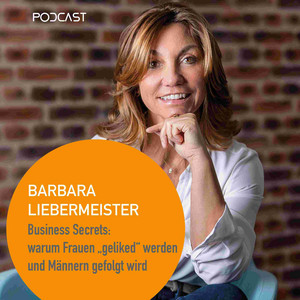 PODCAST
BARBARA
LIEBERMEISTER
Business Secrets:
warum Frauen „geliked" werden
und Männern gefolgt wird